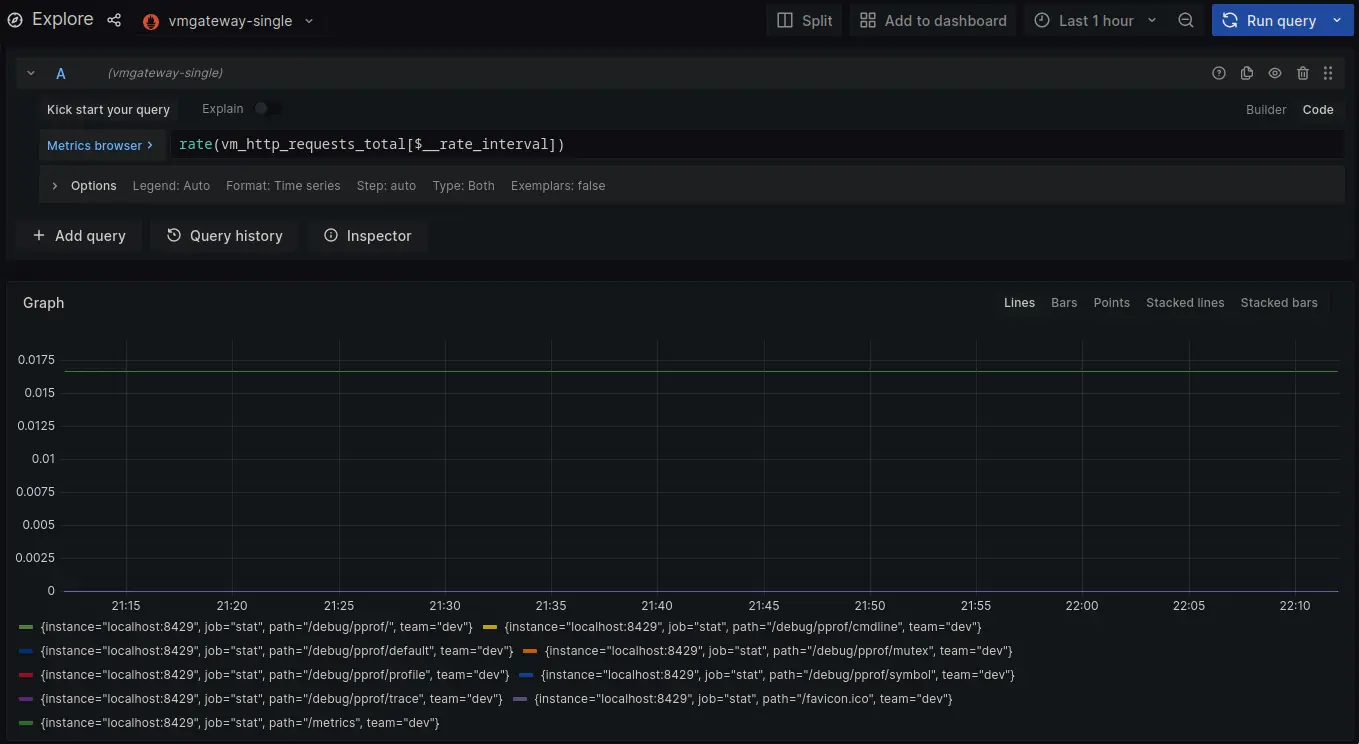 Explore vmgateway-single Split Add to dashboard Last 1 hour Run query
A (vmgateway-single)
Kick start your query Explain Builder Code
Metrics browser > rate(vm_http_requests_total[$__rate_interval])
> Options Legend: Auto Format: Time series Step: auto Type: Both Exemplars: false
+ Add query Query history Inspector
Graph Lines Bars Points Stacked lines Stacked bars
0.0175
0.015
0.0125
0.01
0.0075
0.005
0.0025
0
21:15 21:20 21:25 21:30 21:35 21:40 21:45 21:50 21:55 22:00 22:05 22:10
{instance="localhost:8429", job="stat", path="/debug/pprof/", team="dev"} {instance="localhost:8429", job="stat", path="/debug/pprof/cmdline", team="dev"}
{instance="localhost:8429", job="stat", path="/debug/pprof/default", team="dev"} {instance="localhost:8429", job="stat", path="/debug/pprof/mutex", team="dev"}
{instance="localhost:8429", job="stat", path="/debug/pprof/profile", team="dev"} {instance="localhost:8429", job="stat", path="/debug/pprof/symbol", team="dev"}
{instance="localhost:8429", job="stat", path="/debug/pprof/trace", team="dev"} {instance="localhost:8429", job="stat", path="/favicon.ico", team="dev"}
{instance="localhost:8429", job="stat", path="/metrics", team="dev"}